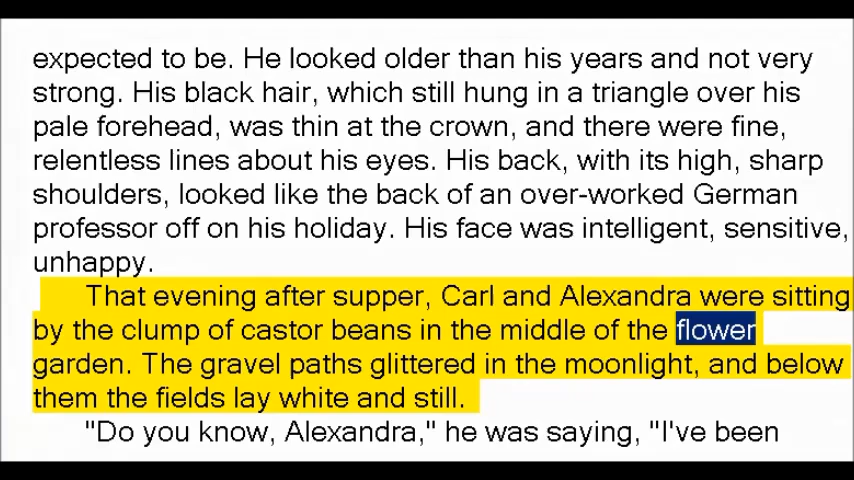 expected to be. He looked older than his years and not very
strong. His black hair, which still hung in a triangle over his
pale forehead, was thin at the crown, and there were fine,
relentless lines about his eyes. His back, with its high, sharp
shoulders, looked like the back of an over-worked German
professor off on his holiday. His face was intelligent, sensitive,
unhappy.
That evening after supper, Carl and Alexandra were sitting
by the clump of castor beans in the middle of the flower
garden. The gravel paths glittered in the moonlight, and below
them the fields lay white and still.
"Do you know, Alexandra," he was saying, "I've been